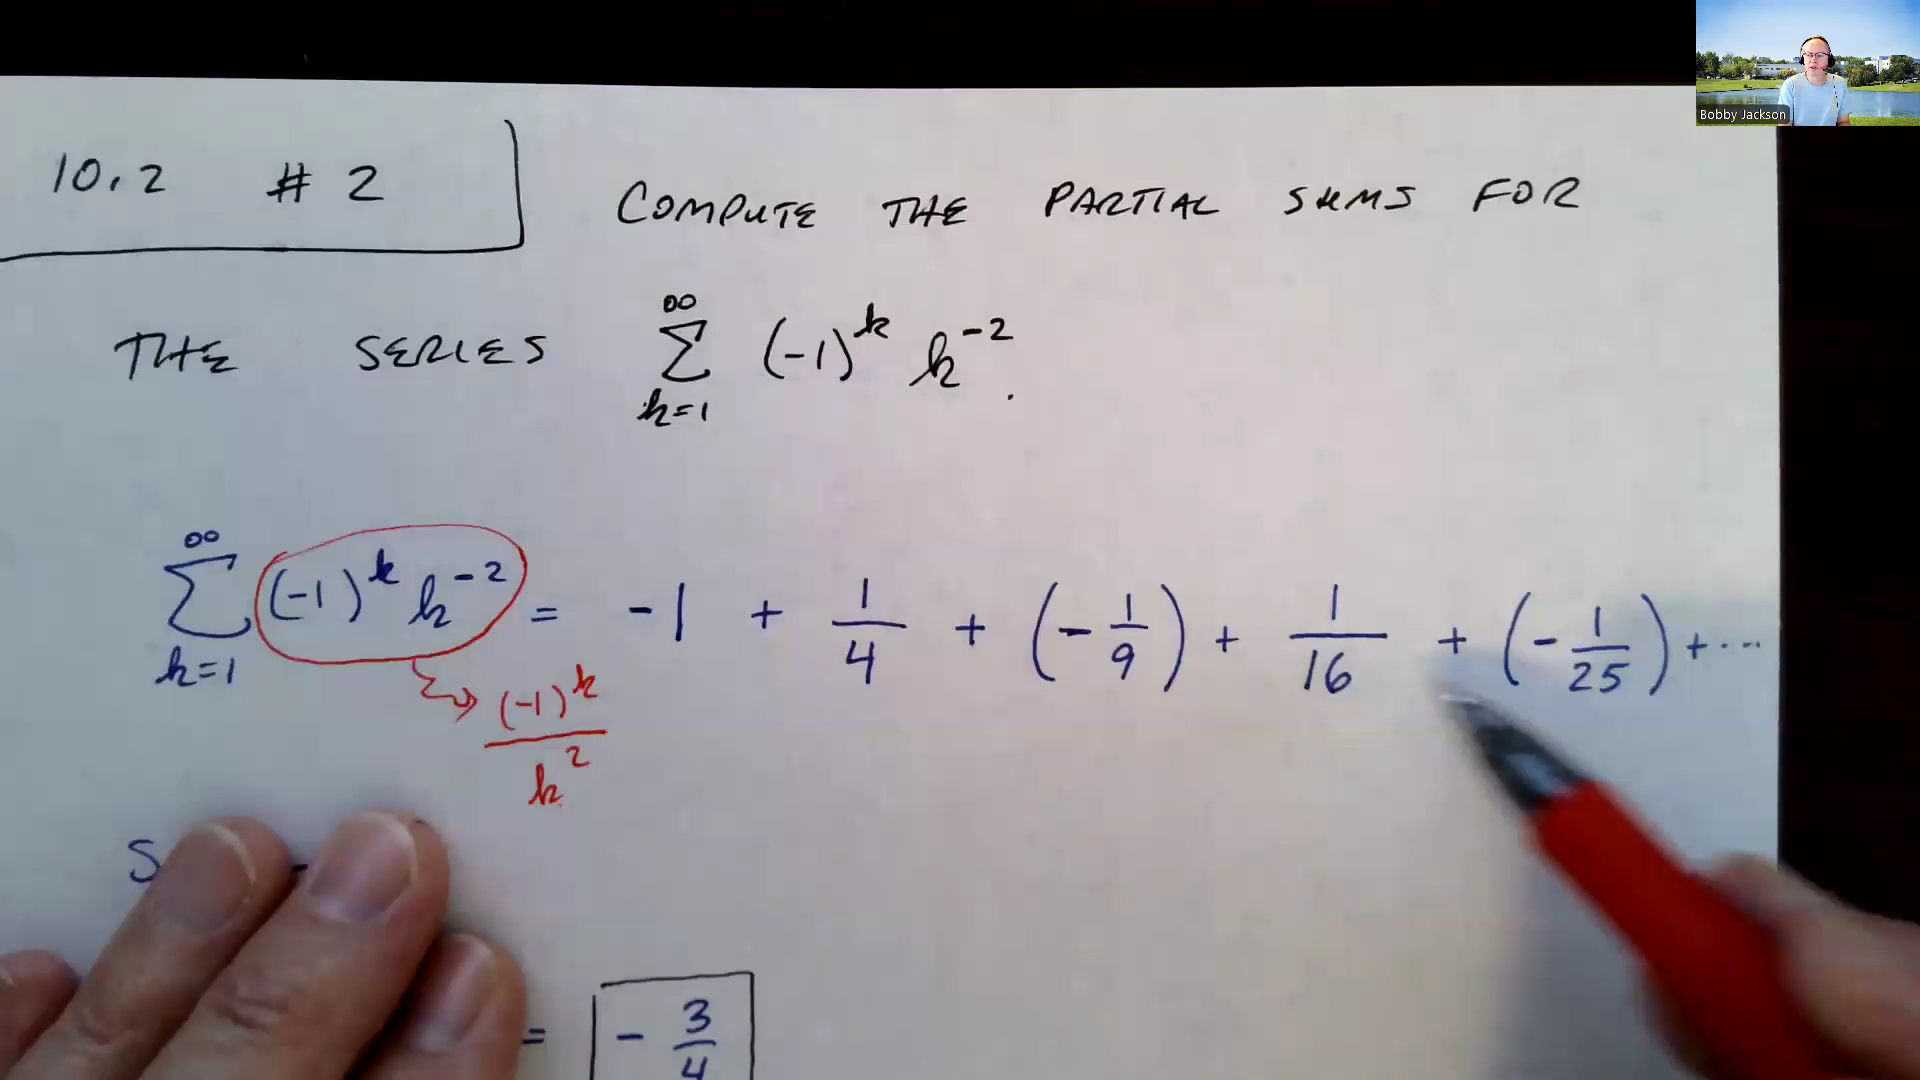 Bobby Jackson
10.2 # 2
COMPUTE THE PARTIAL SUMS FOR
THE SERIES ∑_{k=1}^{∞} (-1)^k k^{-2}.
∑_{k=1}^{∞} (-1)^k k^{-2} = -1 + 1/4 + (-1/9) + 1/16 + (-1/25) + ...
(-1)^k / k^2
S -
= -3/4